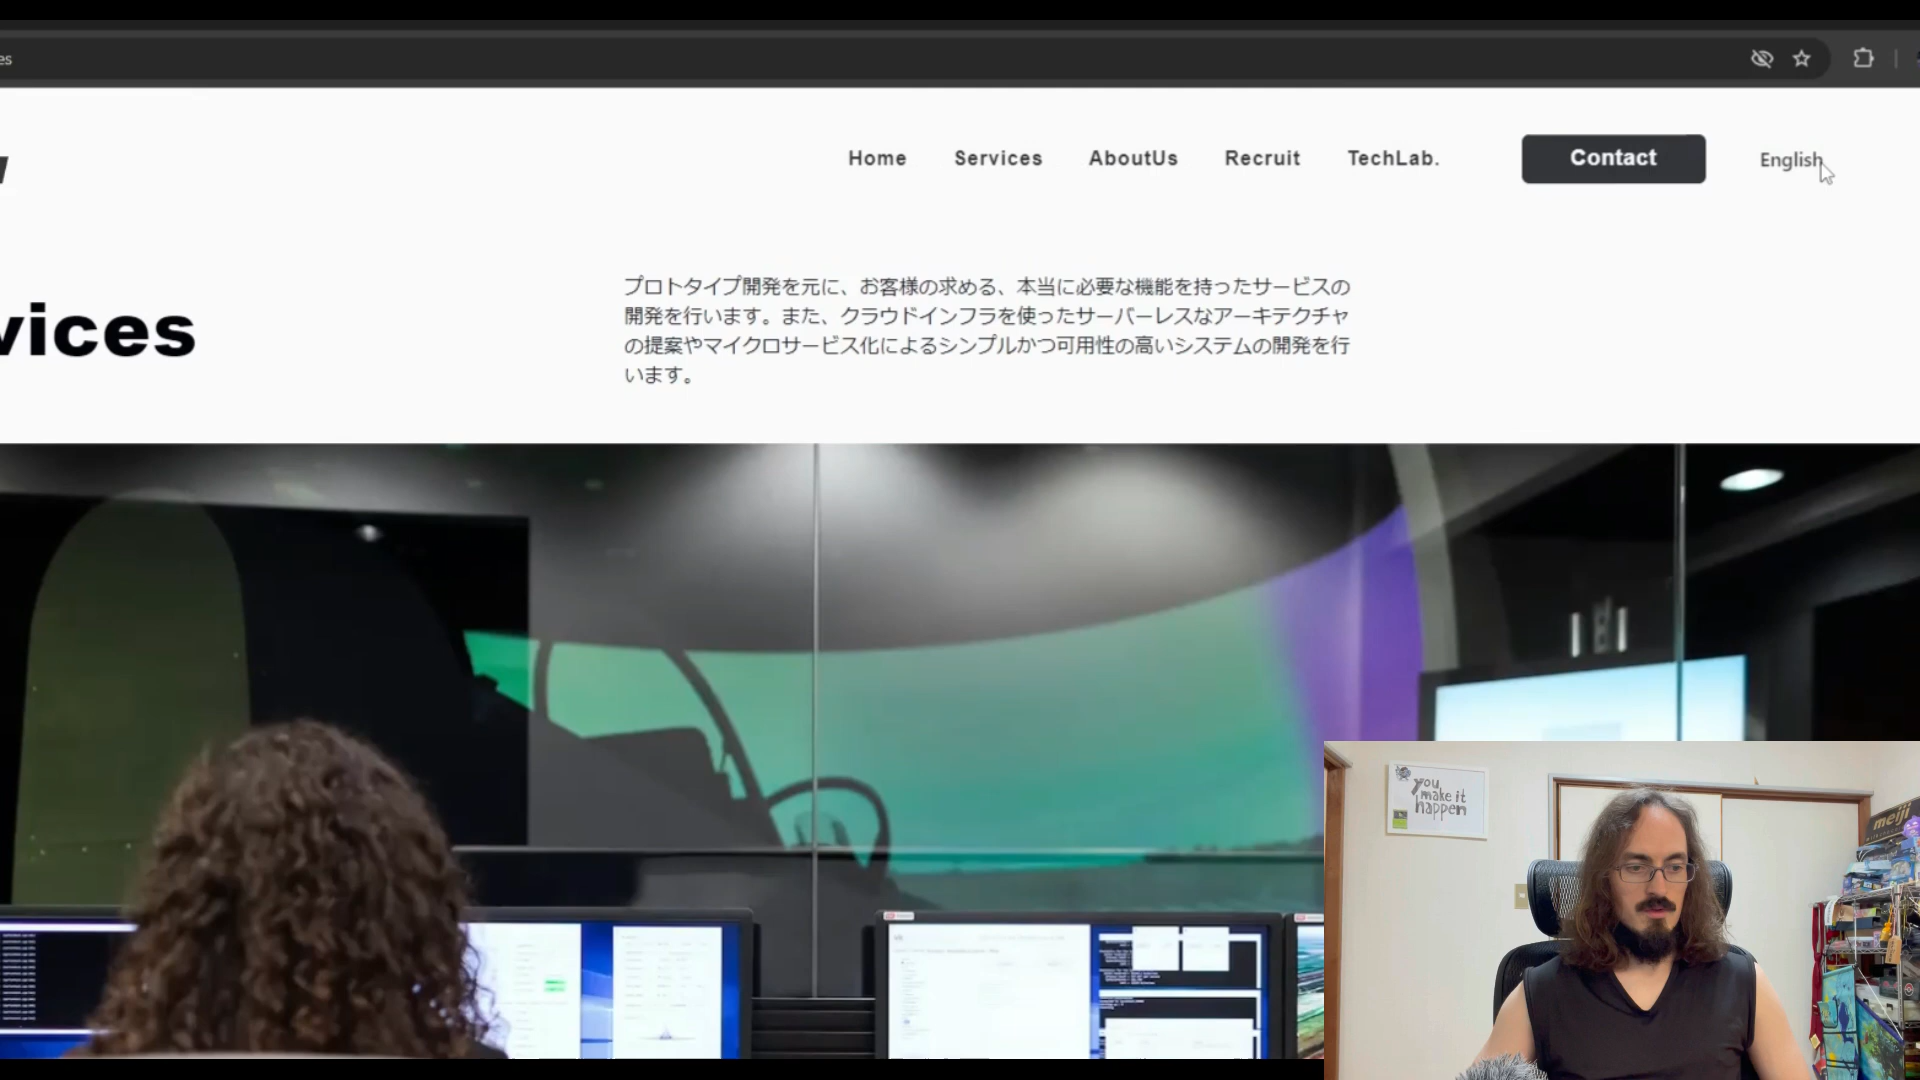 es
Home Services AboutUs Recruit TechLab. Contact English
vices
プロトタイプ開発を元に、お客様の求める、本当に必要な機能を持ったサービスの
開発を行います。また、クラウドインフラを使ったサーバーレスなアーキテクチャ
の提案やマイクロサービス化によるシンプルかつ可用性の高いシステムの開発を行
います。
you
make it
happen
meiji